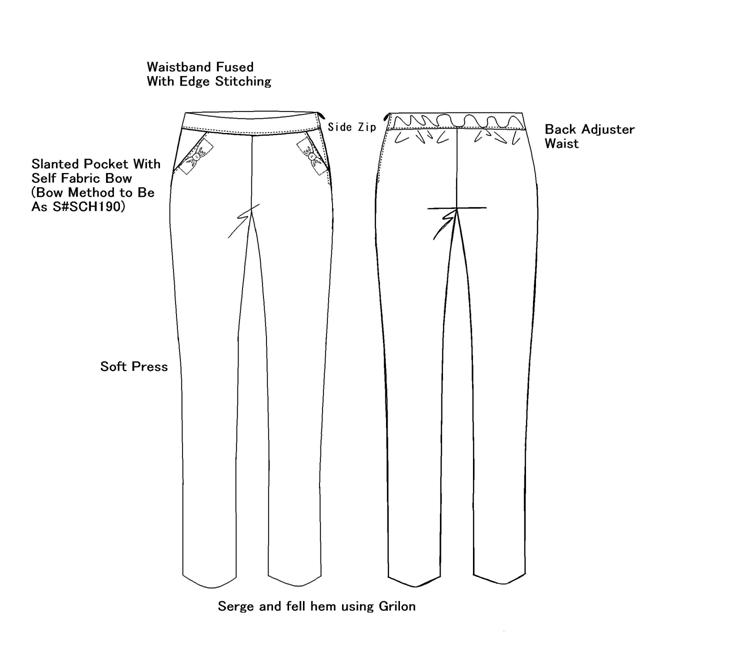 Waistband Fused
With Edge Stitching
Side Zip
Back Adjuster
Waist
Slanted Pocket With
Self Fabric Bow
(Bow Method to Be
As S#SCH190)
Soft Press
Serge and fell hem using Grilon